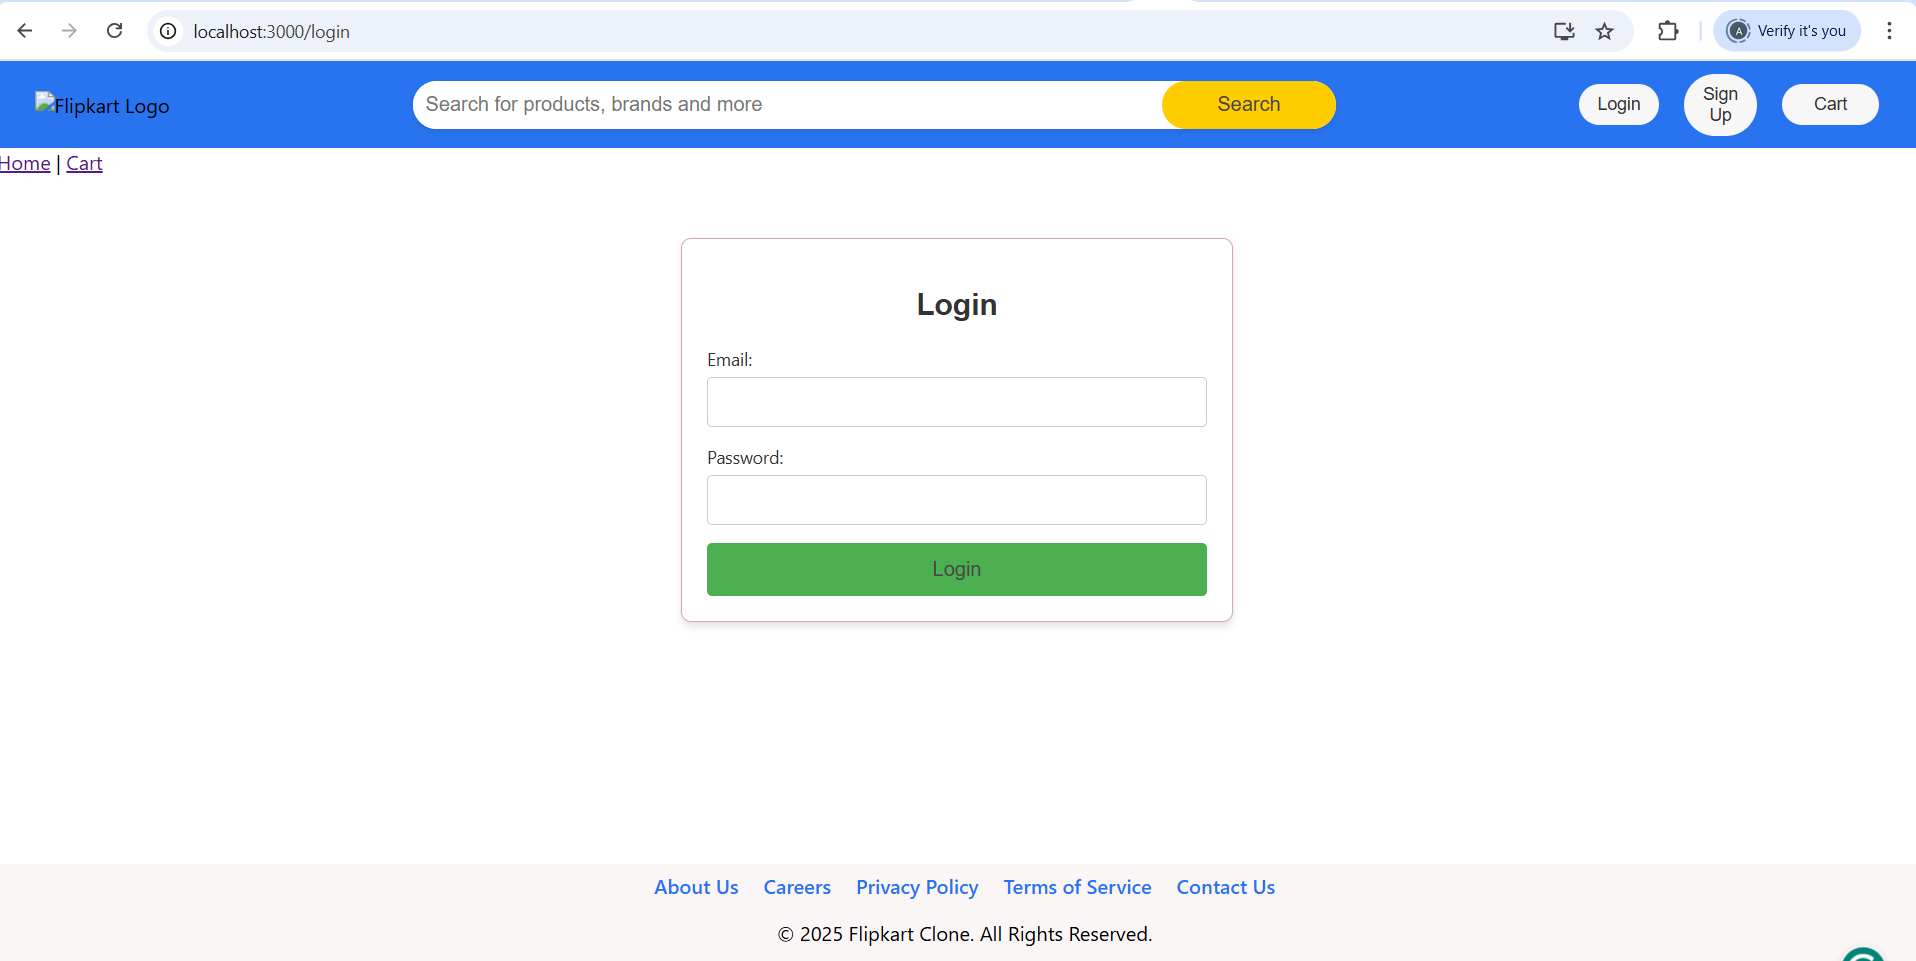 localhost:3000/login
A Verify it's you
Flipkart Logo
Search for products, brands and more Search
Login
Sign
Up
Cart
Home | Cart
Login
Email:
Password:
Login
About Us Careers Privacy Policy Terms of Service Contact Us
© 2025 Flipkart Clone. All Rights Reserved.